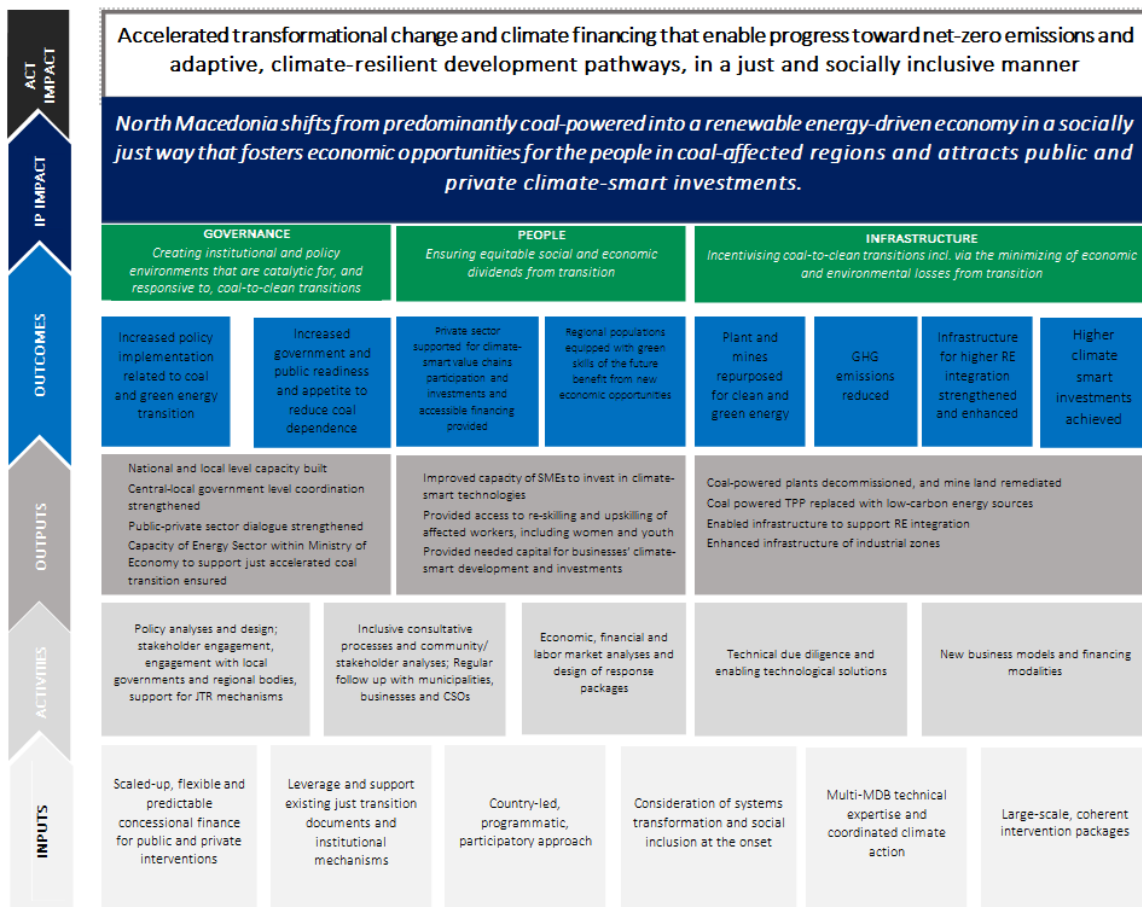 ACT
IMPACT
Accelerated transformational change and climate financing that enable progress toward net-zero emissions and
adaptive, climate-resilient development pathways, in a just and socially inclusive manner
IP IMPACT
North Macedonia shifts from predominantly coal-powered into a renewable energy-driven economy in a socially
just way that fosters economic opportunities for the people in coal-affected regions and attracts public and
private climate-smart investments.
GOVERNANCE
Creating institutional and policy
environments that are catalytic for, and
responsive to, coal-to-clean transitions
PEOPLE
Ensuring equitable social and economic
dividends from transition
INFRASTRUCTURE
Incentivising coal-to-clean transitions incl. via the minimizing of economic
and environmental losses from transition
OUTCOMES
Increased policy
implementation
related to coal
and green energy
transition
Increased
government and
public readiness
and appetite to
reduce coal
dependence
Private sector
supported for climate-
smart value chains
participation and
investments and
accessible financing
provided
Regional populations
equipped with green
skills of the future
benefit from new
economic opportunities
Plant and
mines
repurposed
for clean and
green energy
GHG
emissions
reduced
Infrastructure
for higher RE
integration
strengthened
and enhanced
Higher
climate
smart
investments
achieved
OUTPUTS
National and local level capacity built
Central-local government level coordination
strengthened
Public-private sector dialogue strengthened
Capacity of Energy Sector within Ministry of
Economy to support just accelerated coal
transition ensured
Improved capacity of SMEs to invest in climate-
smart technologies
Provided access to re-skilling and upskilling of
affected workers, including women and youth
Provided needed capital for businesses' climate-
smart development and investments
Coal-powered plants decommissioned, and mine land remediated
Coal powered TPP replaced with low-carbon energy sources
Enabled infrastructure to support RE integration
Enhanced infrastructure of industrial zones
ACTIVITIES
Policy analyses and design;
stakeholder engagement,
engagement with local
governments and regional bodies,
support for JTR mechanisms
Inclusive consultative
processes and community/
stakeholder analyses; Regular
follow up with municipalities,
businesses and CSOs
Economic, financial and
labor market analyses and
design of response
packages
Technical due diligence and
enabling technological solutions
New business models and financing
modalities
INPUTS
Scaled-up, flexible and
predictable
concessional finance
for public and private
interventions
Leverage and support
existing just transition
documents and
institutional
mechanisms
Country-led,
programmatic,
participatory approach
Consideration of systems
transformation and social
inclusion at the onset
Multi-MDB technical
expertise and
coordinated climate
action
Large-scale, coherent
intervention packages